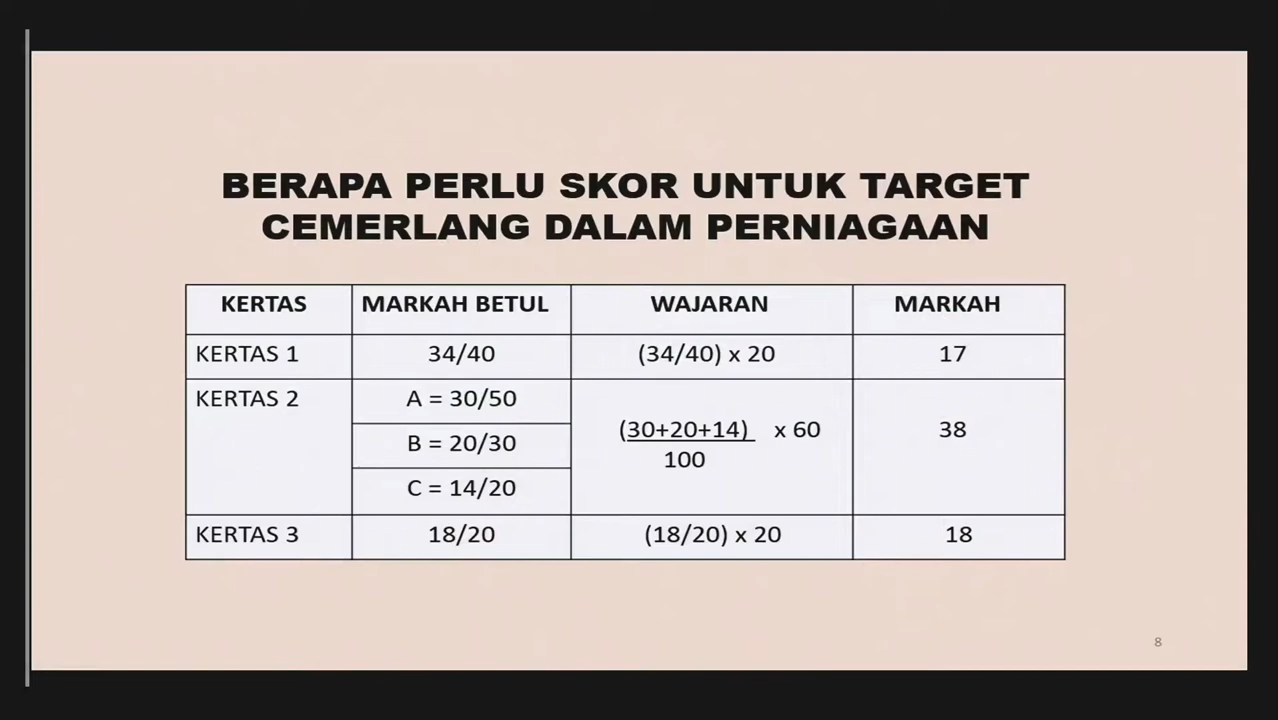 BERAPA PERLU SKOR UNTUK TARGET
CEMERLANG DALAM PERNIAGAAN
KERTAS MARKAH BETUL WAJARAN MARKAH
KERTAS 1 34/40 (34/40) x 20 17
KERTAS 2 A = 30/50
B = 20/30
C = 14/20
(30+20+14) x 60
100
38
KERTAS 3 18/20 (18/20) x 20 18
8